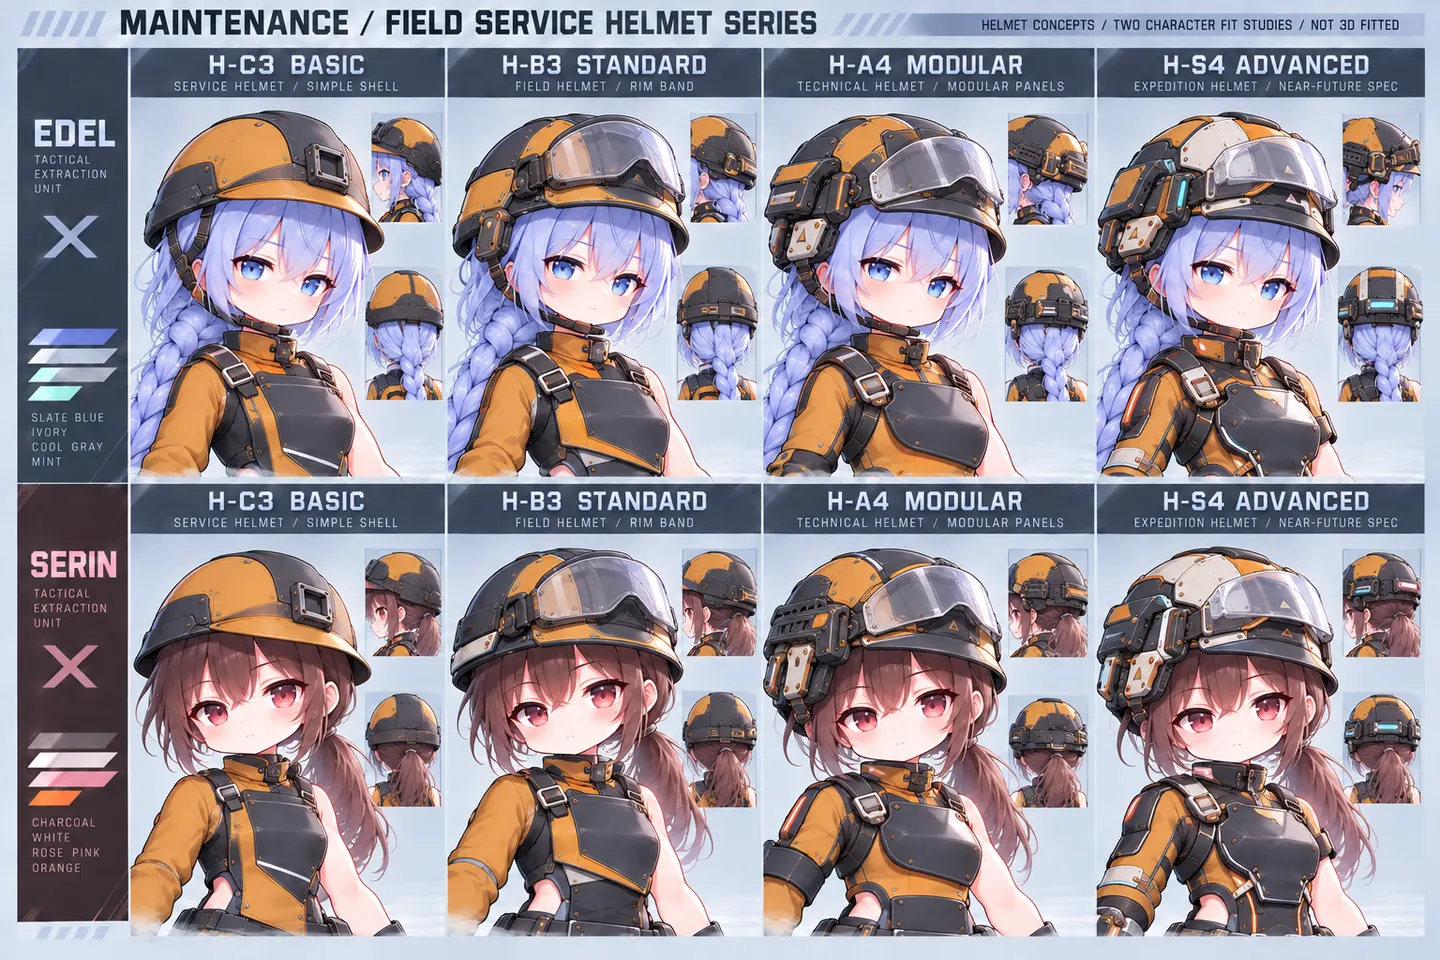 MAINTENANCE / FIELD SERVICE HELMET SERIES
HELMET CONCEPTS / TWO CHARACTER FIT STUDIES / NOT 3D FITTED
EDEL
TACTICAL
EXTRACTION
UNIT
SLATE BLUE
IVORY
COOL GRAY
MINT
H-C3 BASIC
SERVICE HELMET / SIMPLE SHELL
H-B3 STANDARD
FIELD HELMET / RIM BAND
H-A4 MODULAR
TECHNICAL HELMET / MODULAR PANELS
H-S4 ADVANCED
EXPEDITION HELMET / NEAR-FUTURE SPEC
SERIN
TACTICAL
EXTRACTION
UNIT
CHARCOAL
WHITE
ROSE PINK
ORANGE
H-C3 BASIC
SERVICE HELMET / SIMPLE SHELL
H-B3 STANDARD
FIELD HELMET / RIM BAND
H-A4 MODULAR
TECHNICAL HELMET / MODULAR PANELS
H-S4 ADVANCED
EXPEDITION HELMET / NEAR-FUTURE SPEC